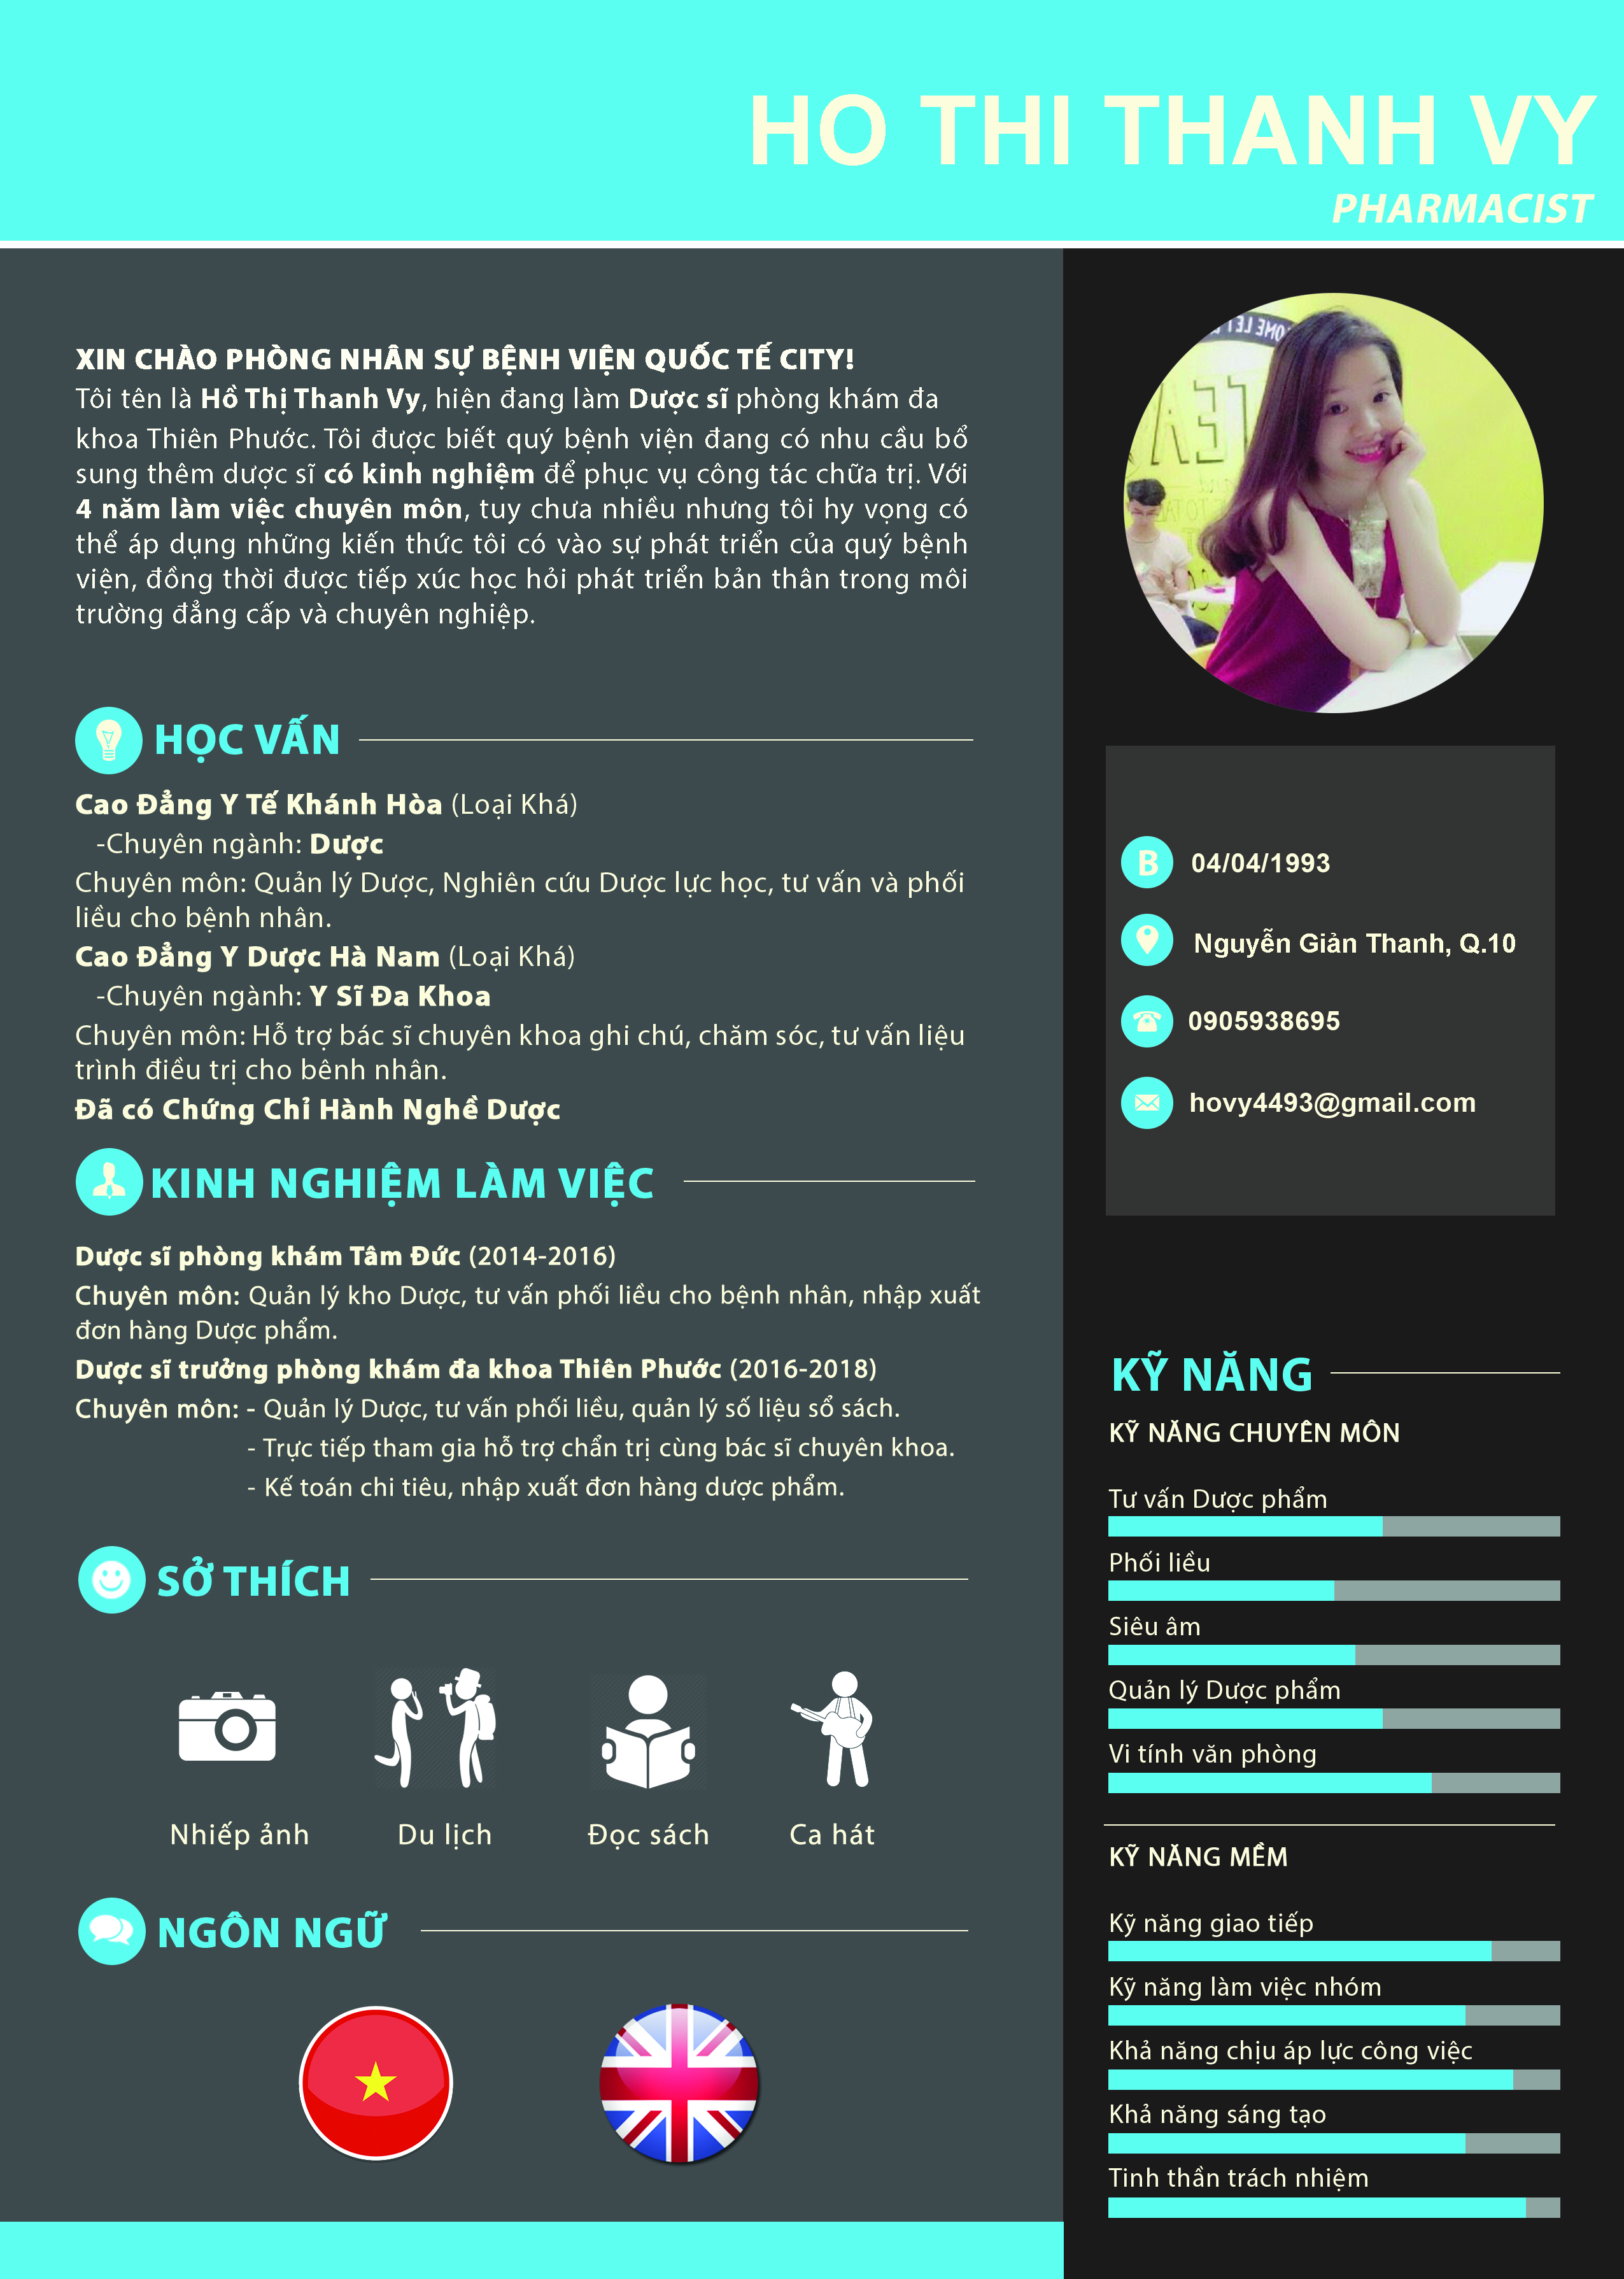 HO THI THANH VY
PHARMACIST
XIN CHÀO PHÒNG NHÂN SỰ BỆNH VIỆN QUỐC TẾ CITY!
Tôi tên là Hồ Thị Thanh Vy, hiện đang làm Dược sĩ phòng khám đa
khoa Thiên Phước. Tôi được biết quý bệnh viện đang có nhu cầu bổ
sung thêm dược sĩ có kinh nghiệm để phục vụ công tác chữa trị. Với
4 năm làm việc chuyên môn, tuy chưa nhiều nhưng tôi hy vọng có
thể áp dụng những kiến thức tôi có vào sự phát triển của quý bệnh
viện, đồng thời được tiếp xúc học hỏi phát triển bản thân trong môi
trường đẳng cấp và chuyên nghiệp.
HỌC VẤN
Cao Đẳng Y Tế Khánh Hòa (Loại Khá)
-Chuyên ngành: Dược
Chuyên môn: Quản lý Dược, Nghiên cứu Dược lực học, tư vấn và phối
liều cho bệnh nhân.
Cao Đẳng Y Dược Hà Nam (Loại Khá)
-Chuyên ngành: Y Sĩ Đa Khoa
Chuyên môn: Hỗ trợ bác sĩ chuyên khoa ghi chú, chăm sóc, tư vấn liệu
trình điều trị cho bênh nhân.
Đã có Chứng Chỉ Hành Nghề Dược
KINH NGHIỆM LÀM VIỆC
Dược sĩ phòng khám Tâm Đức (2014-2016)
Chuyên môn: Quản lý kho Dược, tư vấn phối liều cho bệnh nhân, nhập xuất
đơn hàng Dược phẩm.
Dược sĩ trưởng phòng khám đa khoa Thiên Phước (2016-2018)
Chuyên môn: - Quản lý Dược, tư vấn phối liều, quản lý số liệu sổ sách.
- Trực tiếp tham gia hỗ trợ chẩn trị cùng bác sĩ chuyên khoa.
- Kế toán chi tiêu, nhập xuất đơn hàng dược phẩm.
SỞ THÍCH
Nhiếp ảnh
Du lịch
Đọc sách
Ca hát
NGÔN NGỮ
B 04/04/1993
Nguyễn Giản Thanh, Q.10
0905938695
hovy4493@gmail.com
KỸ NĂNG
KỸ NĂNG CHUYÊN MÔN
Tư vấn Dược phẩm
Phối liều
Siêu âm
Quản lý Dược phẩm
Vi tính văn phòng
KỸ NĂNG MỀM
Kỹ năng giao tiếp
Kỹ năng làm việc nhóm
Khả năng chịu áp lực công việc
Khả năng sáng tạo
Tinh thần trách nhiệm